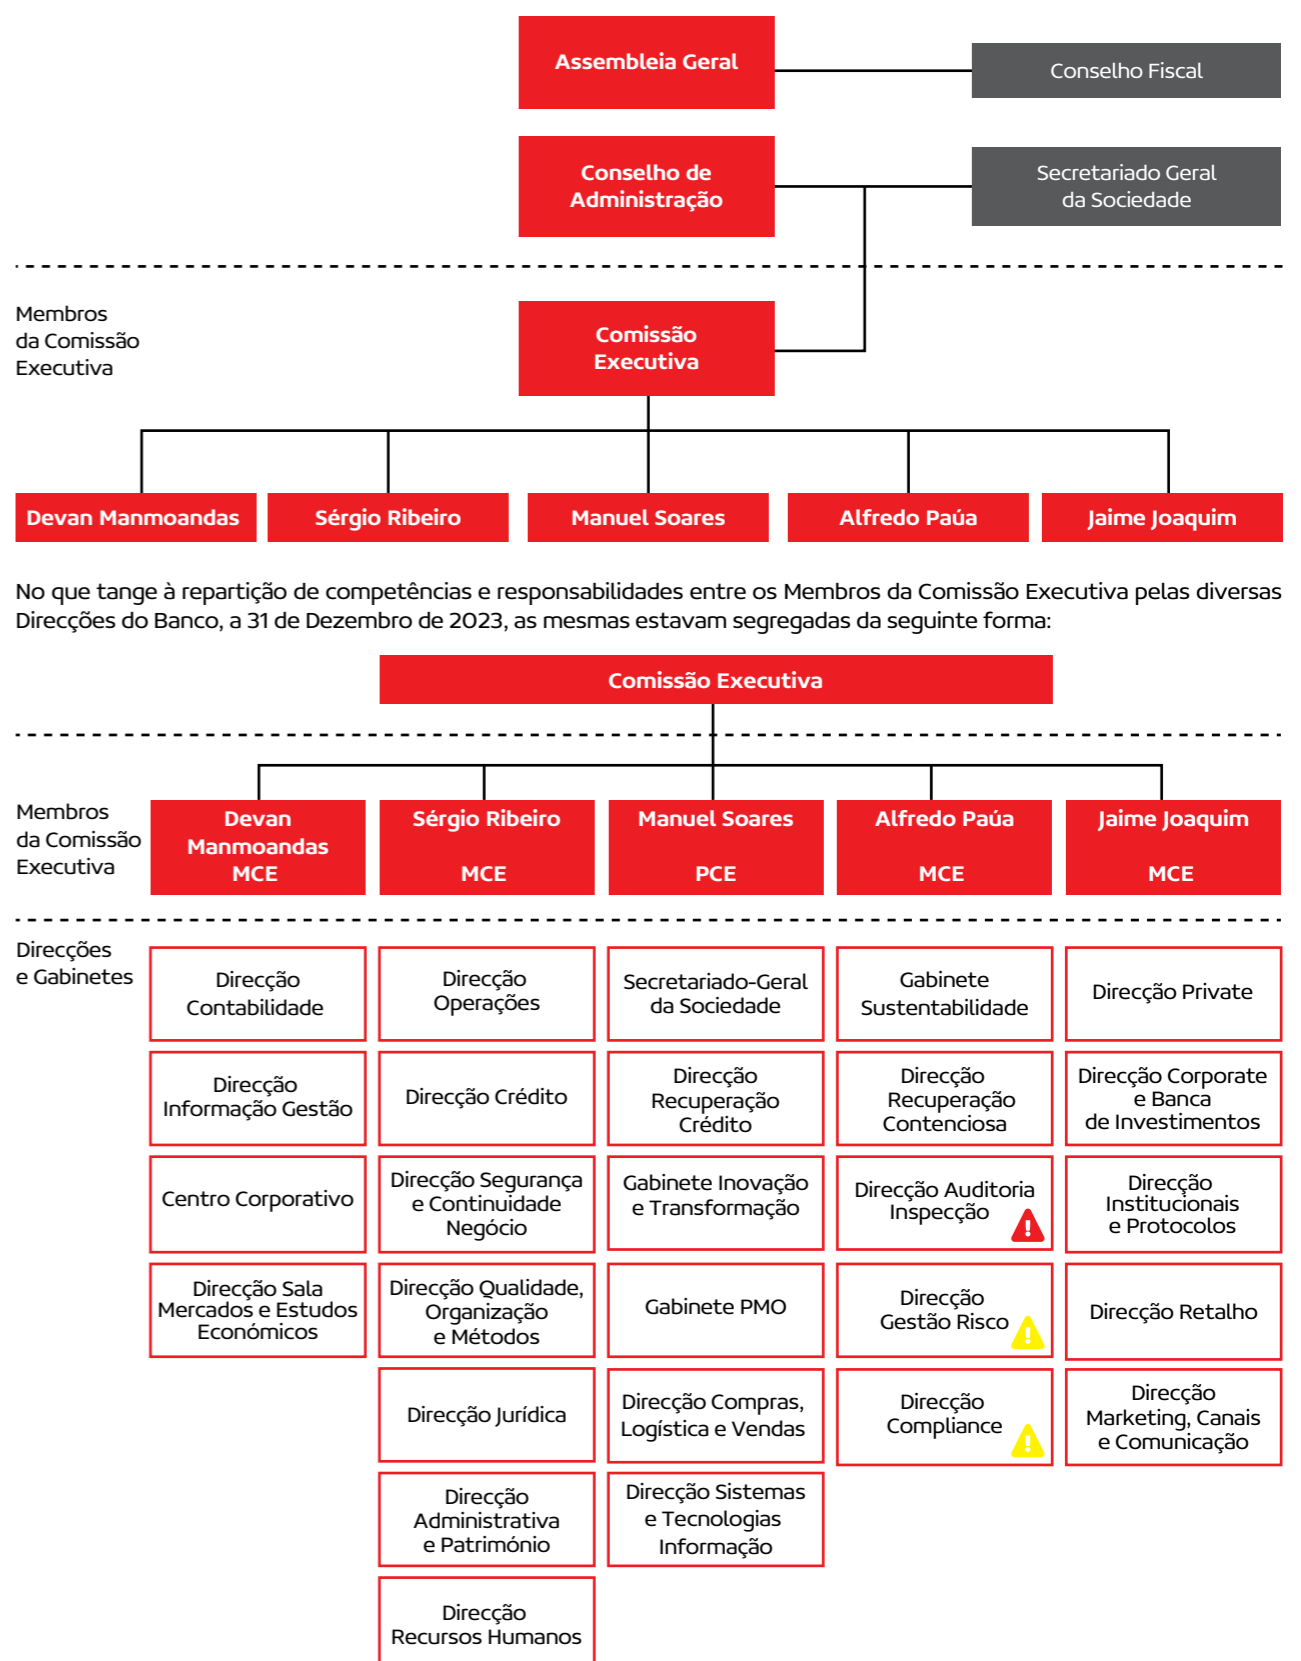 Assembleia Geral
Conselho Fiscal
Conselho de
Administração
Secretariado Geral
da Sociedade
Membros
da Comissão
Executiva
Comissão
Executiva
Devan Manmoandas
Sérgio Ribeiro
Manuel Soares
Alfredo Paúa
Jaime Joaquim
No que tange à repartição de competências e responsabilidades entre os Membros da Comissão Executiva pelas diversas
Direcções do Banco, a 31 de Dezembro de 2023, as mesmas estavam segregadas da seguinte forma:
Comissão Executiva
Membros
da Comissão
Executiva
Devan
Manmoandas
MCE
Sérgio Ribeiro
MCE
Manuel Soares
PCE
Alfredo Paúa
MCE
Jaime Joaquim
MCE
Direcções
e Gabinetes
Direcção
Contabilidade
Direcção
Operações
Secretariado-Geral
da Sociedade
Gabinete
Sustentabilidade
Direcção Private
Direcção
Informação Gestão
Direcção Crédito
Direcção
Recuperação
Crédito
Direcção
Recuperação
Contenciosa
Direcção Corporate
e Banca
de Investimentos
Centro Corporativo
Direcção Segurança
e Continuidade
Negócio
Gabinete Inovação
e Transformação
Direcção Auditoria
Inspecção
Direcção
Institucionais
e Protocolos
Direcção Sala
Mercados e Estudos
Económicos
Direcção Qualidade,
Organização
e Métodos
Gabinete PMO
Direcção
Gestão Risco
Direcção Retalho
Direcção Jurídica
Direcção Compras,
Logística e Vendas
Direcção
Compliance
Direcção
Marketing, Canais
e Comunicação
Direcção
Administrativa
e Património
Direcção Sistemas
e Tecnologias
Informação
Direcção
Recursos Humanos